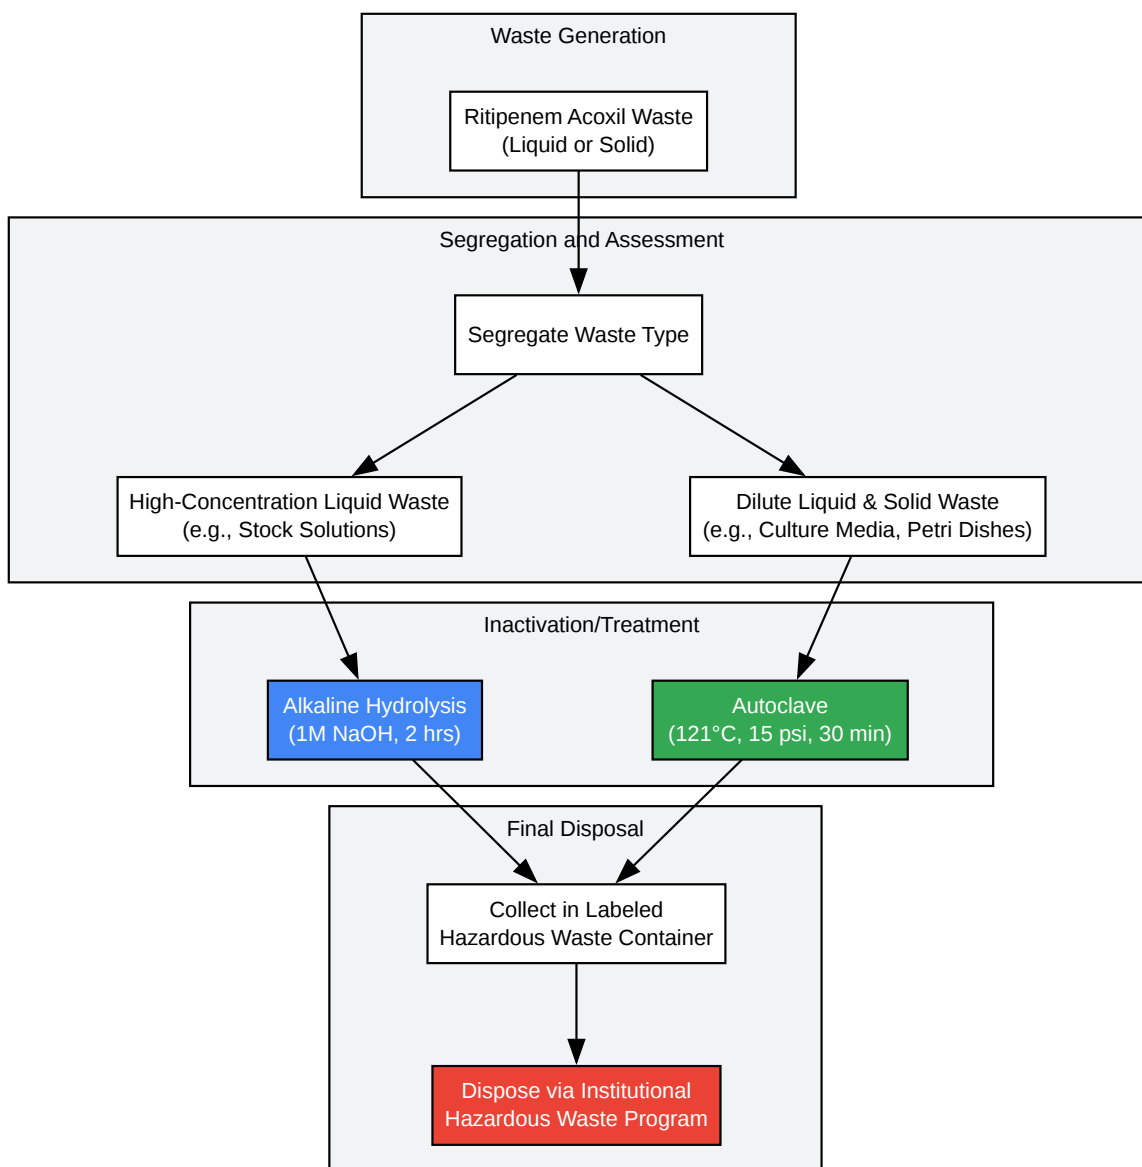 Waste Generation
Ritipenem Acoxil Waste
(Liquid or Solid)
Segregation and Assessment
Segregate Waste Type
High-Concentration Liquid Waste
(e.g., Stock Solutions)
Dilute Liquid & Solid Waste
(e.g., Culture Media, Petri Dishes)
Inactivation/Treatment
Alkaline Hydrolysis
(1M NaOH, 2 hrs)
Autoclave
(121°C, 15 psi, 30 min)
Final Disposal
Collect in Labeled
Hazardous Waste Container
Dispose via Institutional
Hazardous Waste Program